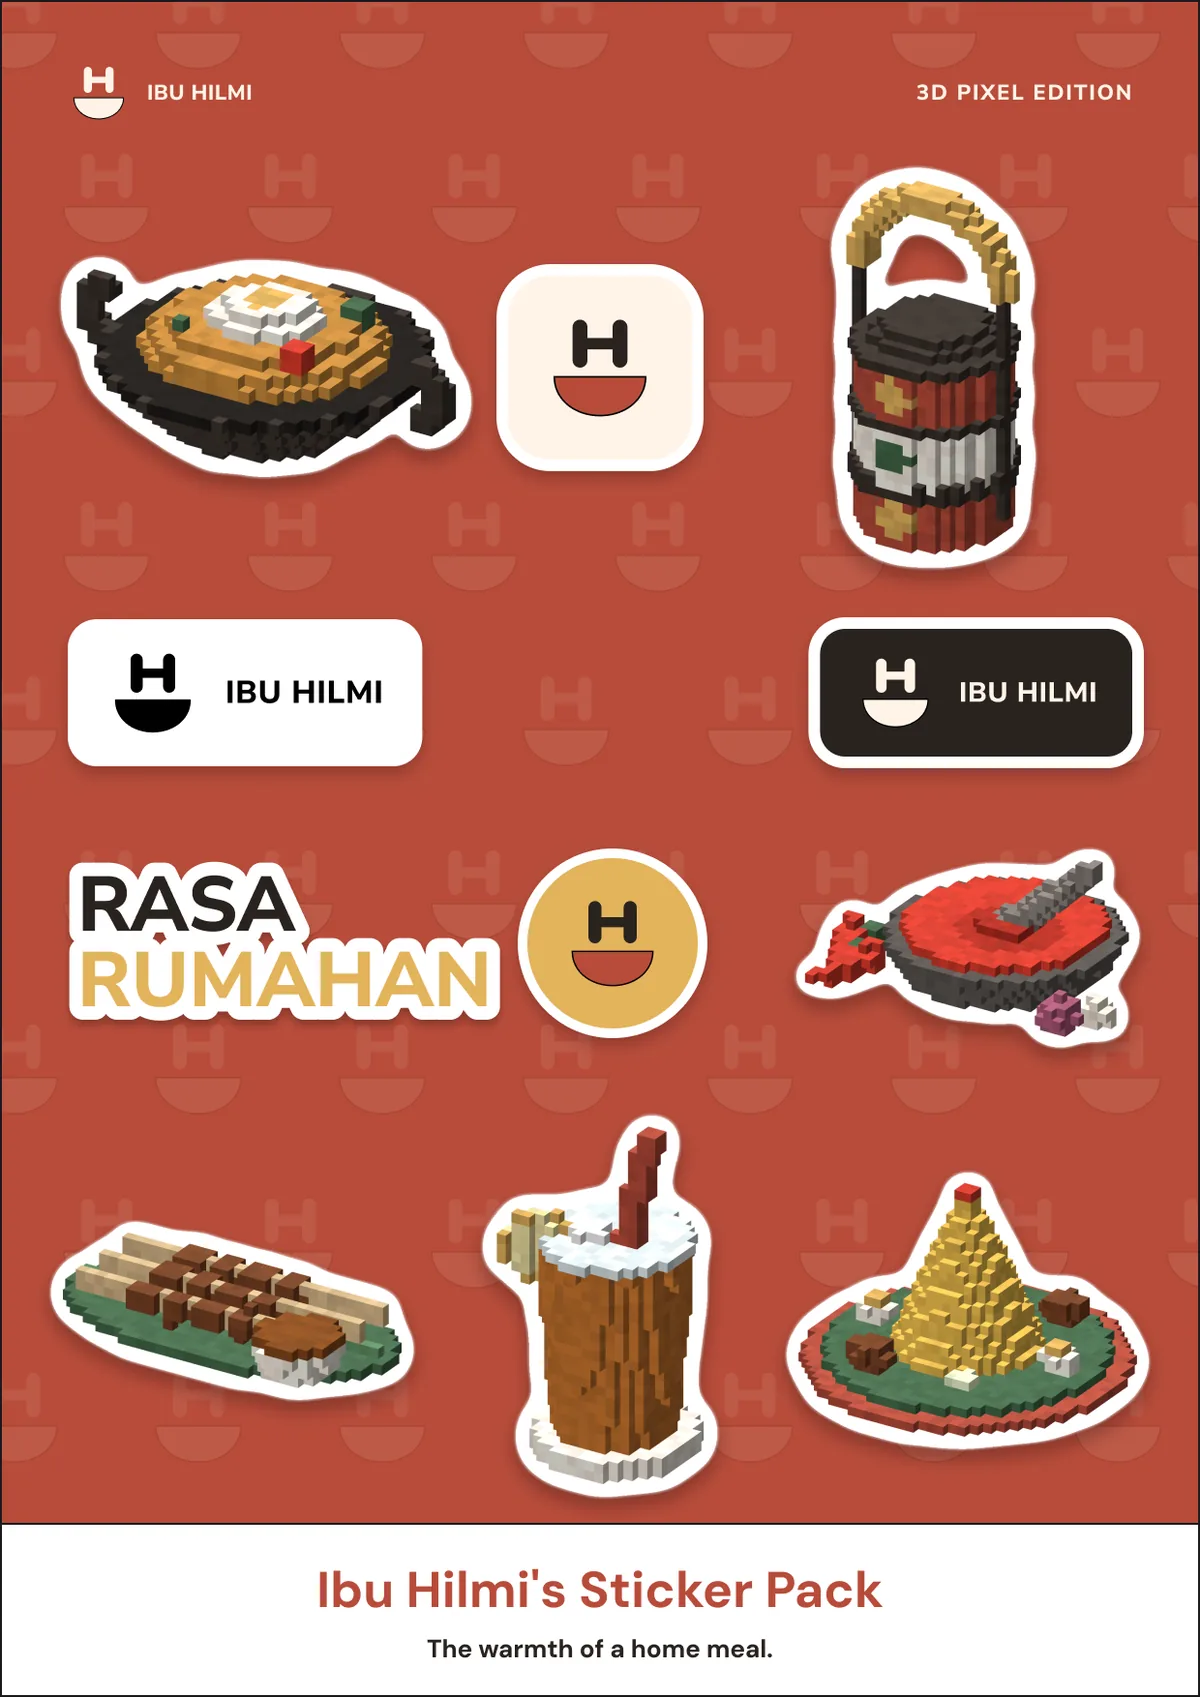 H
IBU HILMI
3D PIXEL EDITION
H
H
IBU HILMI
H
IBU HILMI
RASA
RUMAHAN
H
Ibu Hilmi's Sticker Pack
The warmth of a home meal.